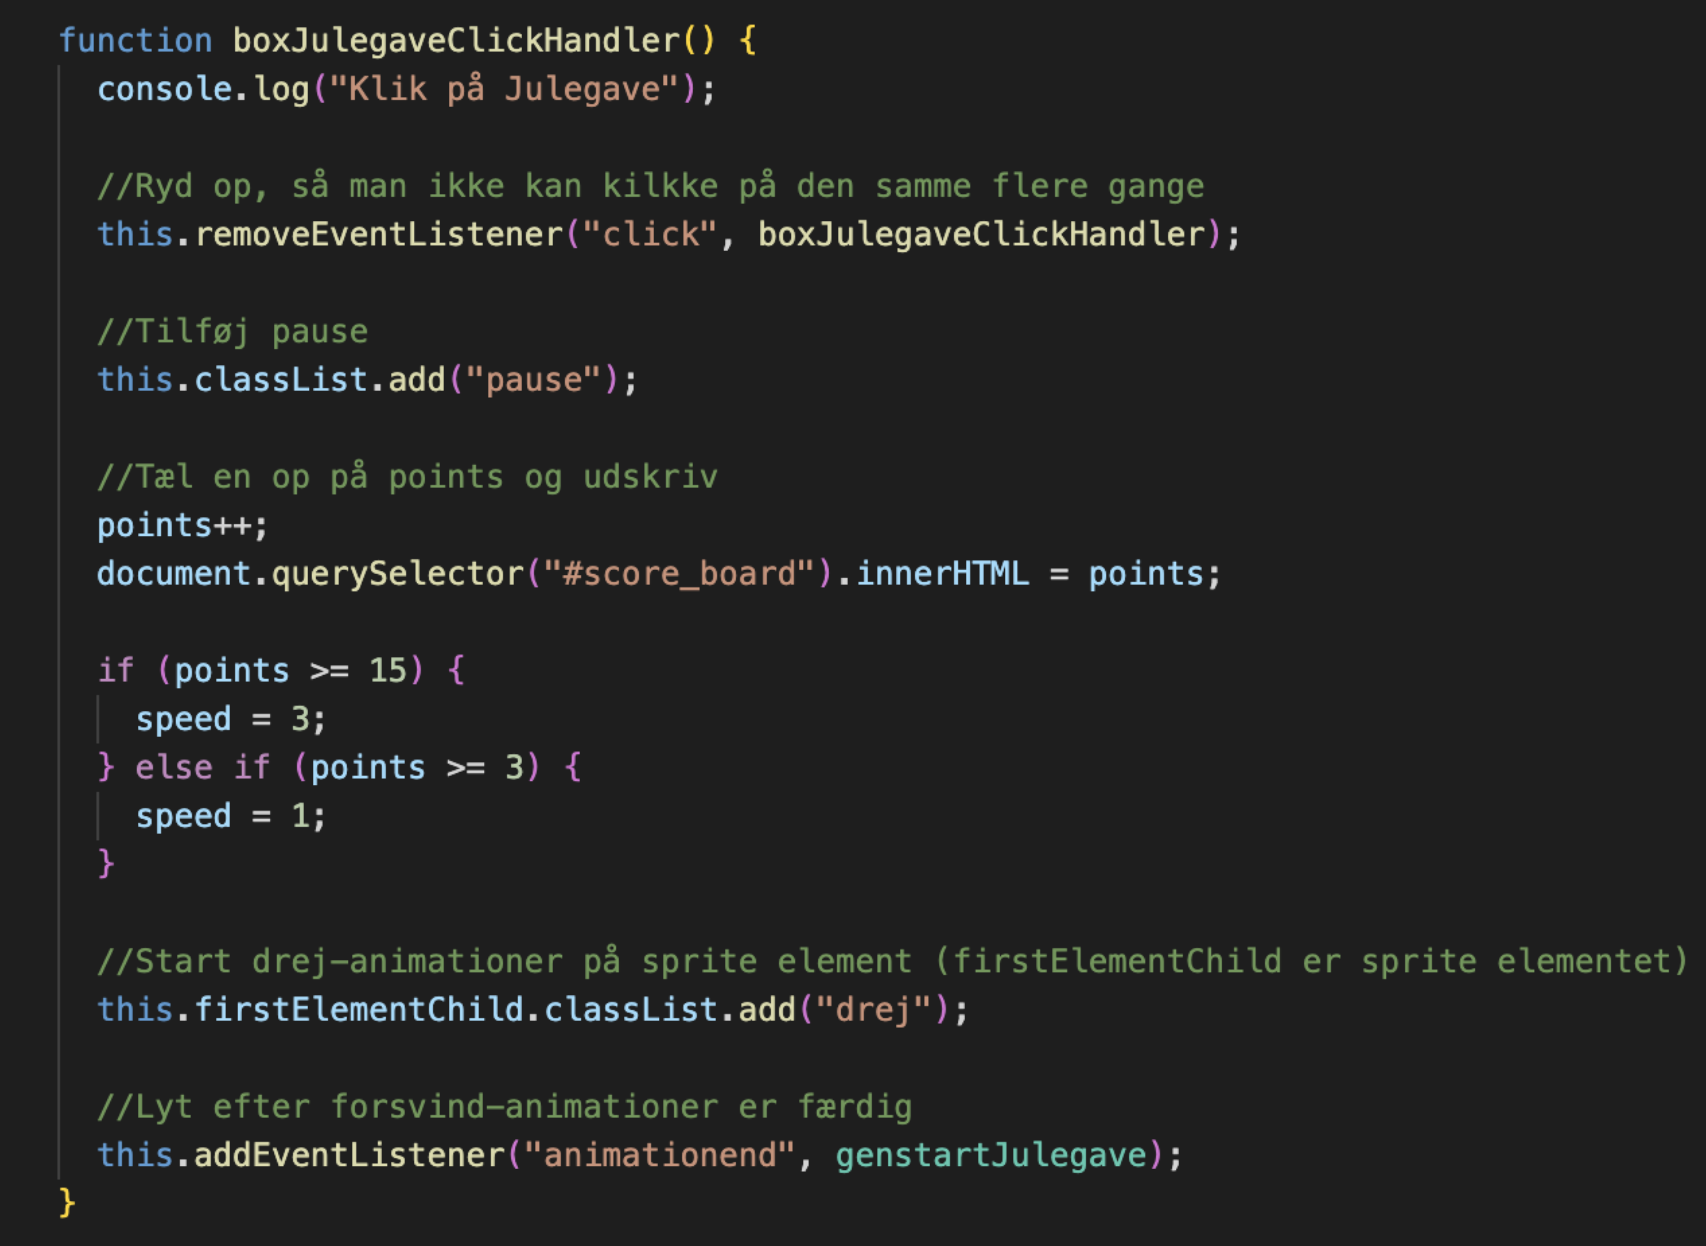 function boxJulegaveClickHandler() {
  console.log("Klik på Julegave");

  //Ryd op, så man ikke kan kilkke på den samme flere gange
  this.removeEventListener("click", boxJulegaveClickHandler);

  //Tilføj pause
  this.classList.add("pause");

  //Tæl en op på points og udskriv
  points++;
  document.querySelector("#score_board").innerHTML = points;

  if (points >= 15) {
    speed = 3;
  } else if (points >= 3) {
    speed = 1;
  }

  //Start drej-animationer på sprite element (firstElementChild er sprite elementet)
  this.firstElementChild.classList.add("drej");

  //Lyt efter forsvind-animationer er færdig
  this.addEventListener("animationend", genstartJulegave);
}